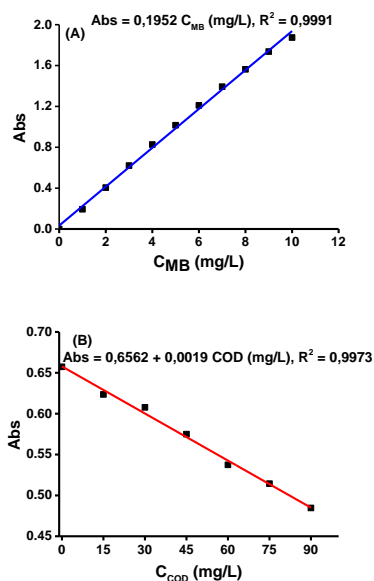 Abs = 0,1952 C_MB (mg/L), R² = 0,9991
(A)
2.0
1.6
1.2
0.8
0.4
0.0
Abs
0 2 4 6 8 10 12
C_MB (mg/L)
(B)
Abs = 0,6562 + 0,0019 COD (mg/L), R² = 0,9973
0.70
0.65
0.60
0.55
0.50
0.45
Abs
0 15 30 45 60 75 90
C_COD (mg/L)